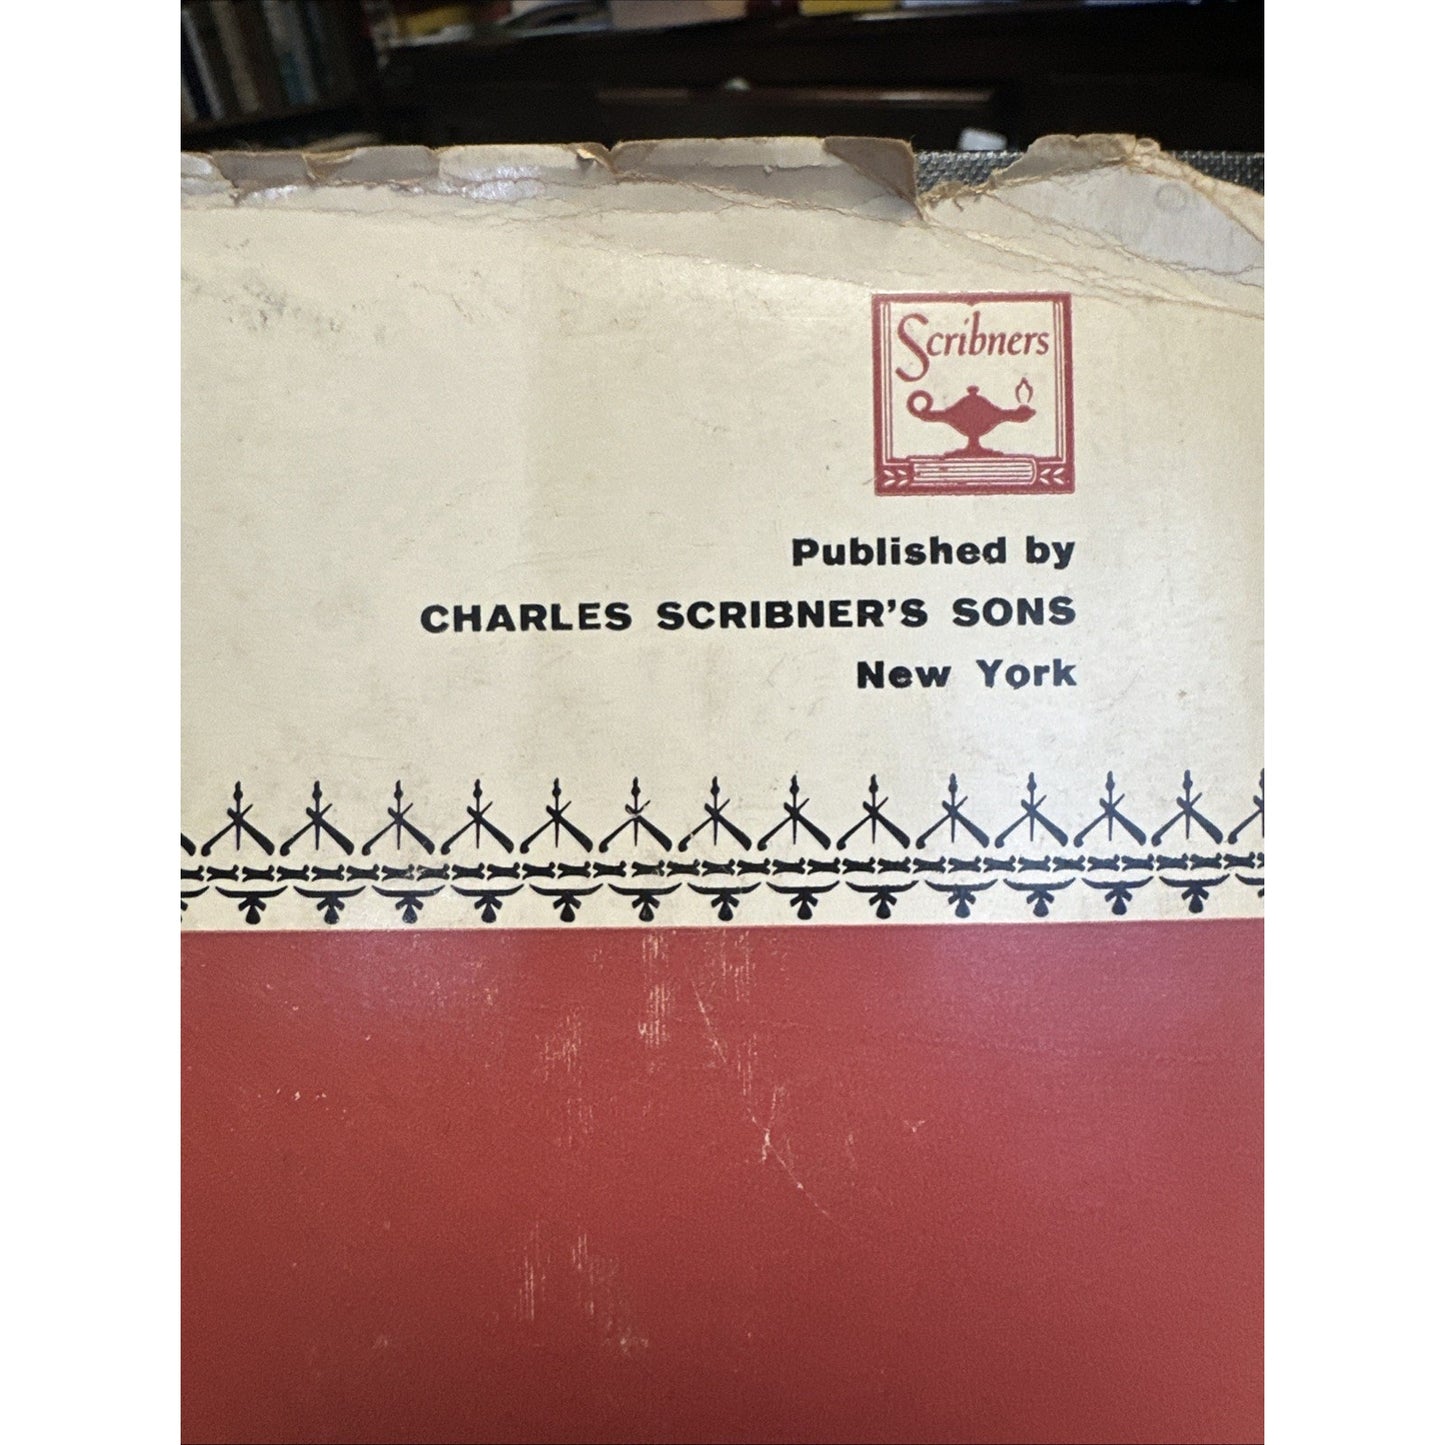 Scribners
Published by
CHARLES SCRIBNER'S SONS
New York